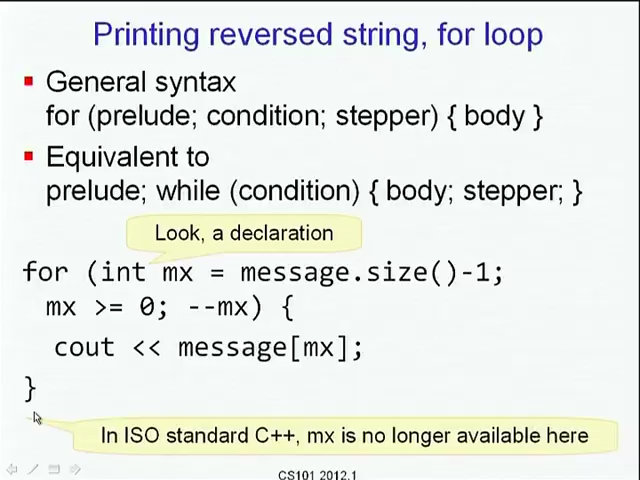 Printing reversed string, for loop
General syntax
for (prelude; condition; stepper) { body }
Equivalent to
prelude; while (condition) { body; stepper; }
Look, a declaration
for (int mx = message.size()-1;
mx >= 0; --mx) {
cout << message[mx];
}
In ISO standard C++, mx is no longer available here
CS101 2012.1